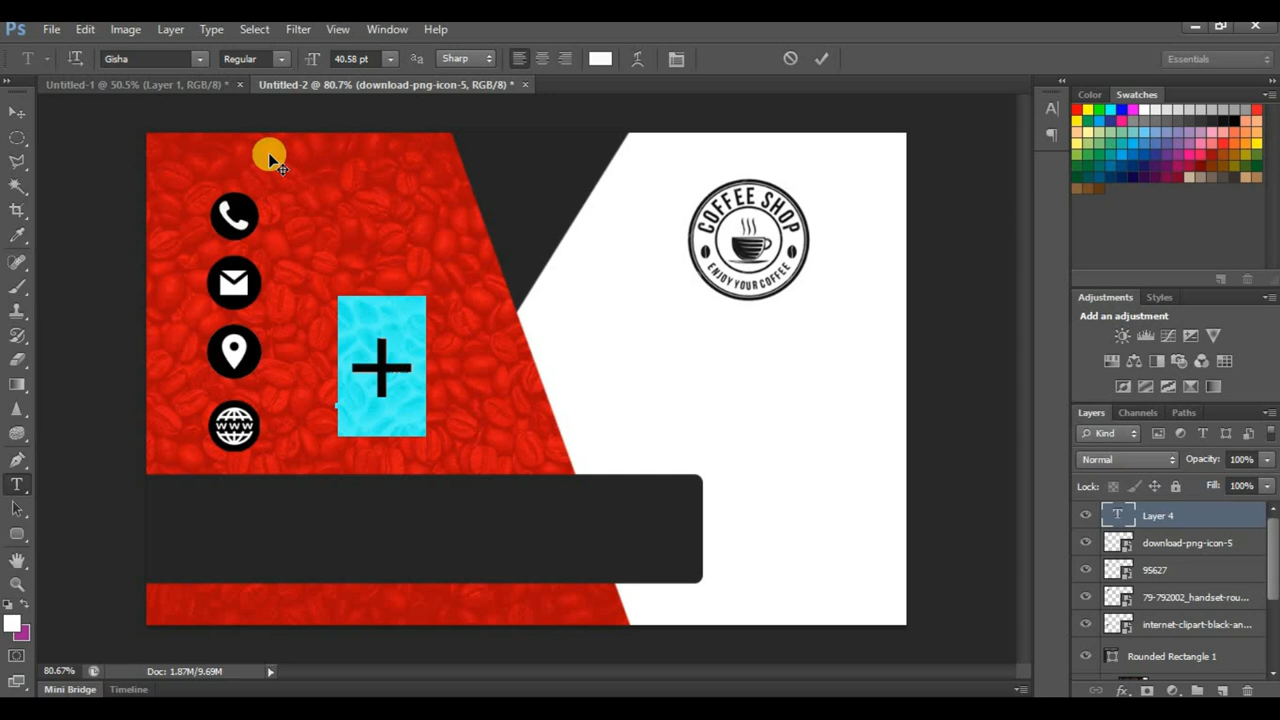 Ps File Edit Image Layer Type Select Filter View Window Help
T Gisha Regular 40.58 pt aa Sharp Essentials
Untitled-1 @ 50.5% (Layer 1, RGB/8) * × Untitled-2 @ 80.7% (download-png-icon-5, RGB/8) * ×
Color Swatches
COFFEE SHOP
ENJOY YOUR COFFEE
WWW
+
Adjustments Styles
Add an adjustment
Layers Channels Paths
Kind
Normal Opacity: 100%
Lock: Fill: 100%
T Layer 4
download-png-icon-5
95627
79-792002_handset-rou...
internet-clipart-black-an...
Rounded Rectangle 1
80.67% Doc: 1.87M/9.69M
Mini Bridge Timeline